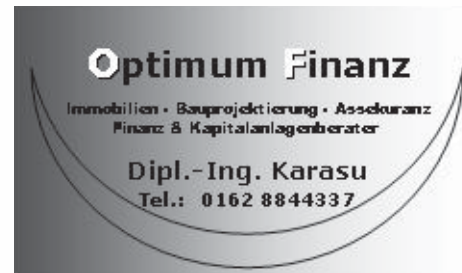 Optimum Finanz
Immobilien - Bauprojektierung - Assekuranz
Finanz & Kapitalanlagenberater
Dipl.-Ing. Karasu
Tel.: 0162 8844337